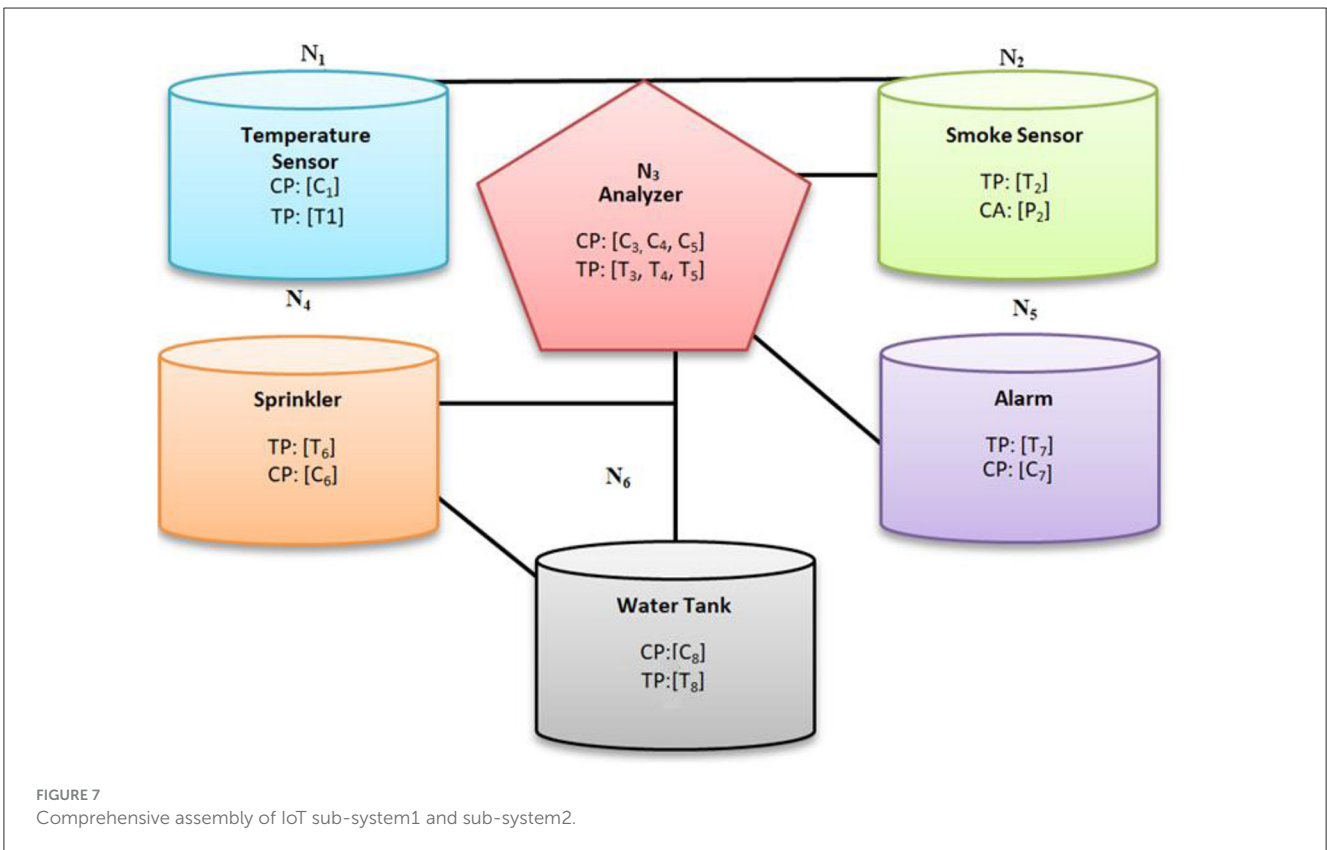 N₁
Temperature
Sensor
CP: [C₁]
TP: [T1]
N₂
Smoke Sensor
TP: [T₂]
CA: [P₂]
N₃
Analyzer
CP: [C₃, C₄, C₅]
TP: [T₃, T₄, T₅]
N₄
Sprinkler
TP: [T₆]
CP: [C₆]
N₅
Alarm
TP: [T₇]
CP: [C₇]
N₆
Water Tank
CP:[C₈]
TP:[T₈]
FIGURE 7
Comprehensive assembly of IoT sub-system1 and sub-system2.